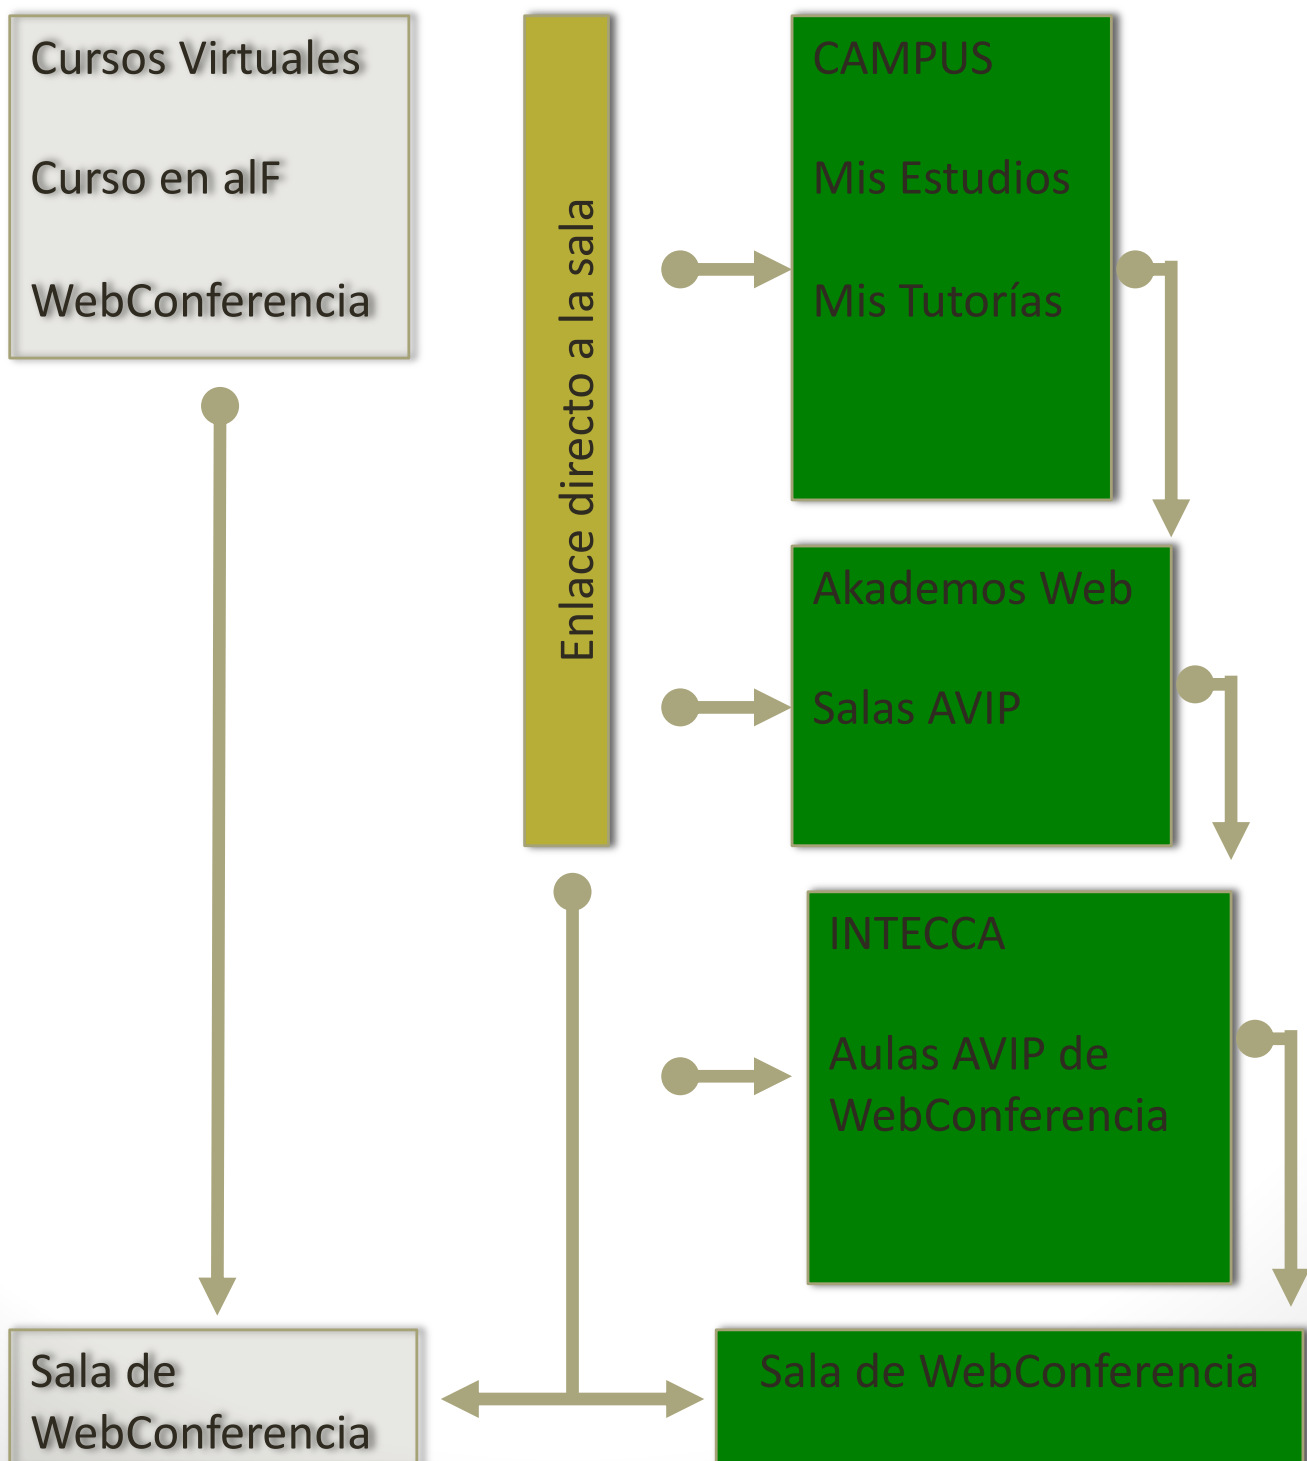 Cursos Virtuales
Curso en alF
WebConferencia
Enlace directo a la sala
CAMPUS
Mis Estudios
Mis Tutorías
Akademos Web
Salas AVIP
INTECCA
Aulas AVIP de
WebConferencia
Sala de
WebConferencia
Sala de WebConferencia